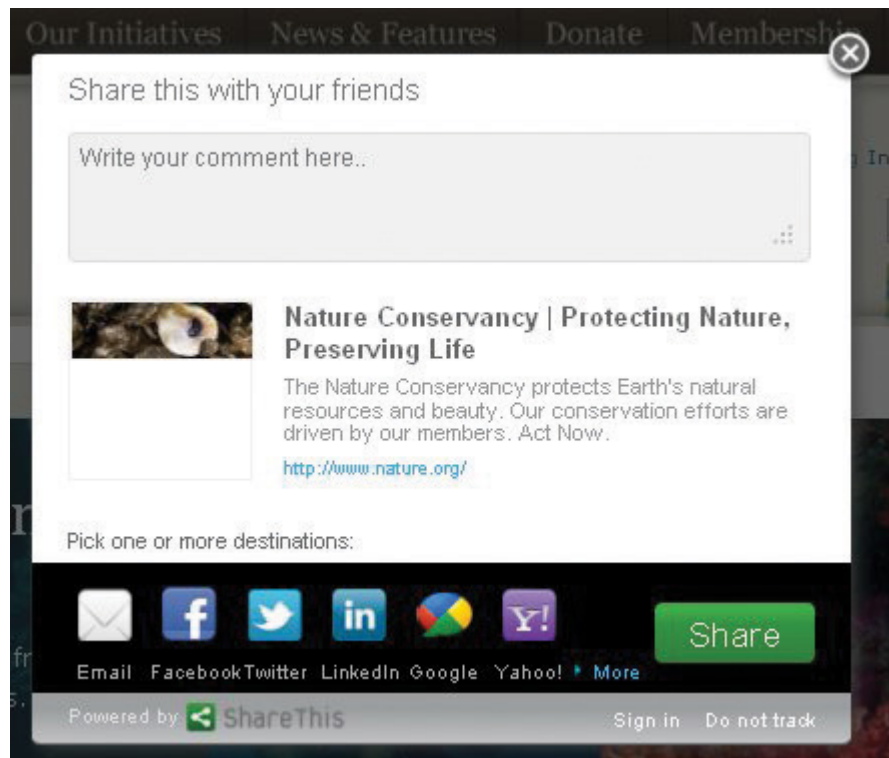 Our Initiatives News & Features Donate Membership
Share this with your friends
Write your comment here..
g In
Nature Conservancy | Protecting Nature,
Preserving Life
The Nature Conservancy protects Earth's natural
resources and beauty. Our conservation efforts are
driven by our members. Act Now.
http://www.nature.org/
Pick one or more destinations:
Share
Email Facebook Twitter LinkedIn Google Yahoo! More
fr
s.
Powered by ShareThis Sign in Do not track